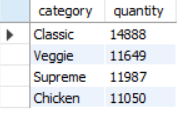 category quantity
Classic 14888
Veggie 11649
Supreme 11987
Chicken 11050